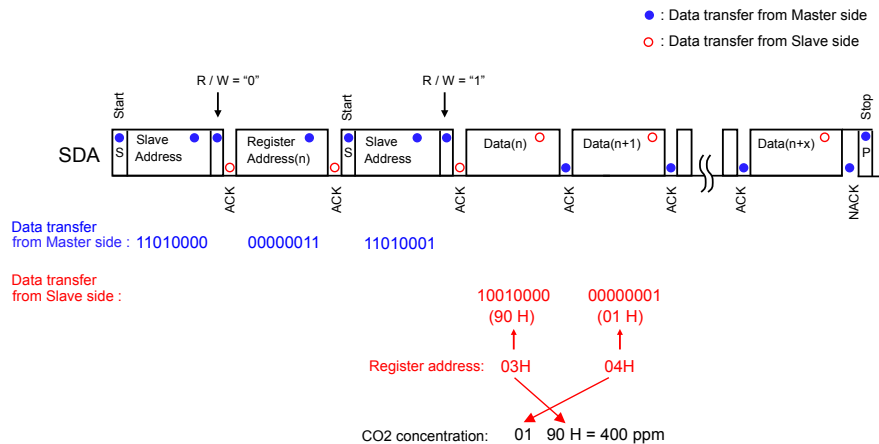 : Data transfer from Master side
: Data transfer from Slave side
R / W = “0”
R / W = “1”
Start
Start
Stop
SDA
S
Slave
Address
Register
Address(n)
S
Slave
Address
Data(n)
Data(n+1)
Data(n+x)
P
ACK
ACK
ACK
ACK
ACK
ACK
NACK
Data transfer
from Master side : 11010000 00000011 11010001
Data transfer
from Slave side :
10010000 00000001
(90 H) (01 H)
Register address: 03H 04H
CO2 concentration: 01 90 H = 400 ppm